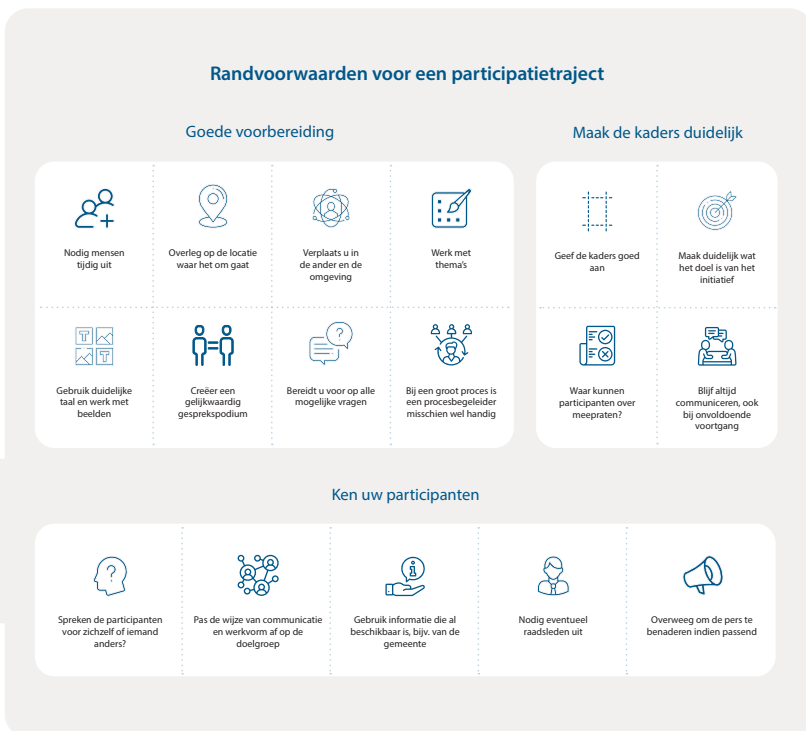 Randvoorwaarden voor een participatietraject
Goede voorbereiding
Nodig mensen
tijdig uit
Overleg op de locatie
waar het om gaat
Verplaats u in
de ander en de
omgeving
Werk met
thema's
Gebruik duidelijke
taal en werk met
beelden
Creëer een
gelijkwaardig
gesprekspodium
Bereidt u voor op alle
mogelijke vragen
Bij een groot proces is
een procesbegeleider
misschien wel handig
Maak de kaders duidelijk
Geef de kaders goed
aan
Maak duidelijk wat
het doel is van het
initiatief
Waar kunnen
participanten over
meepraten?
Blijf altijd
communiceren, ook
bij onvoldoende
voortgang
Ken uw participanten
Spreken de participanten
voor zichzelf of iemand
anders?
Pas de wijze van communicatie
en werkvorm af op de
doelgroep
Gebruik informatie die al
beschikbaar is, bijv. van de
gemeente
Nodig eventueel
raadsleden uit
Overweeg om de pers te
benaderen indien passend